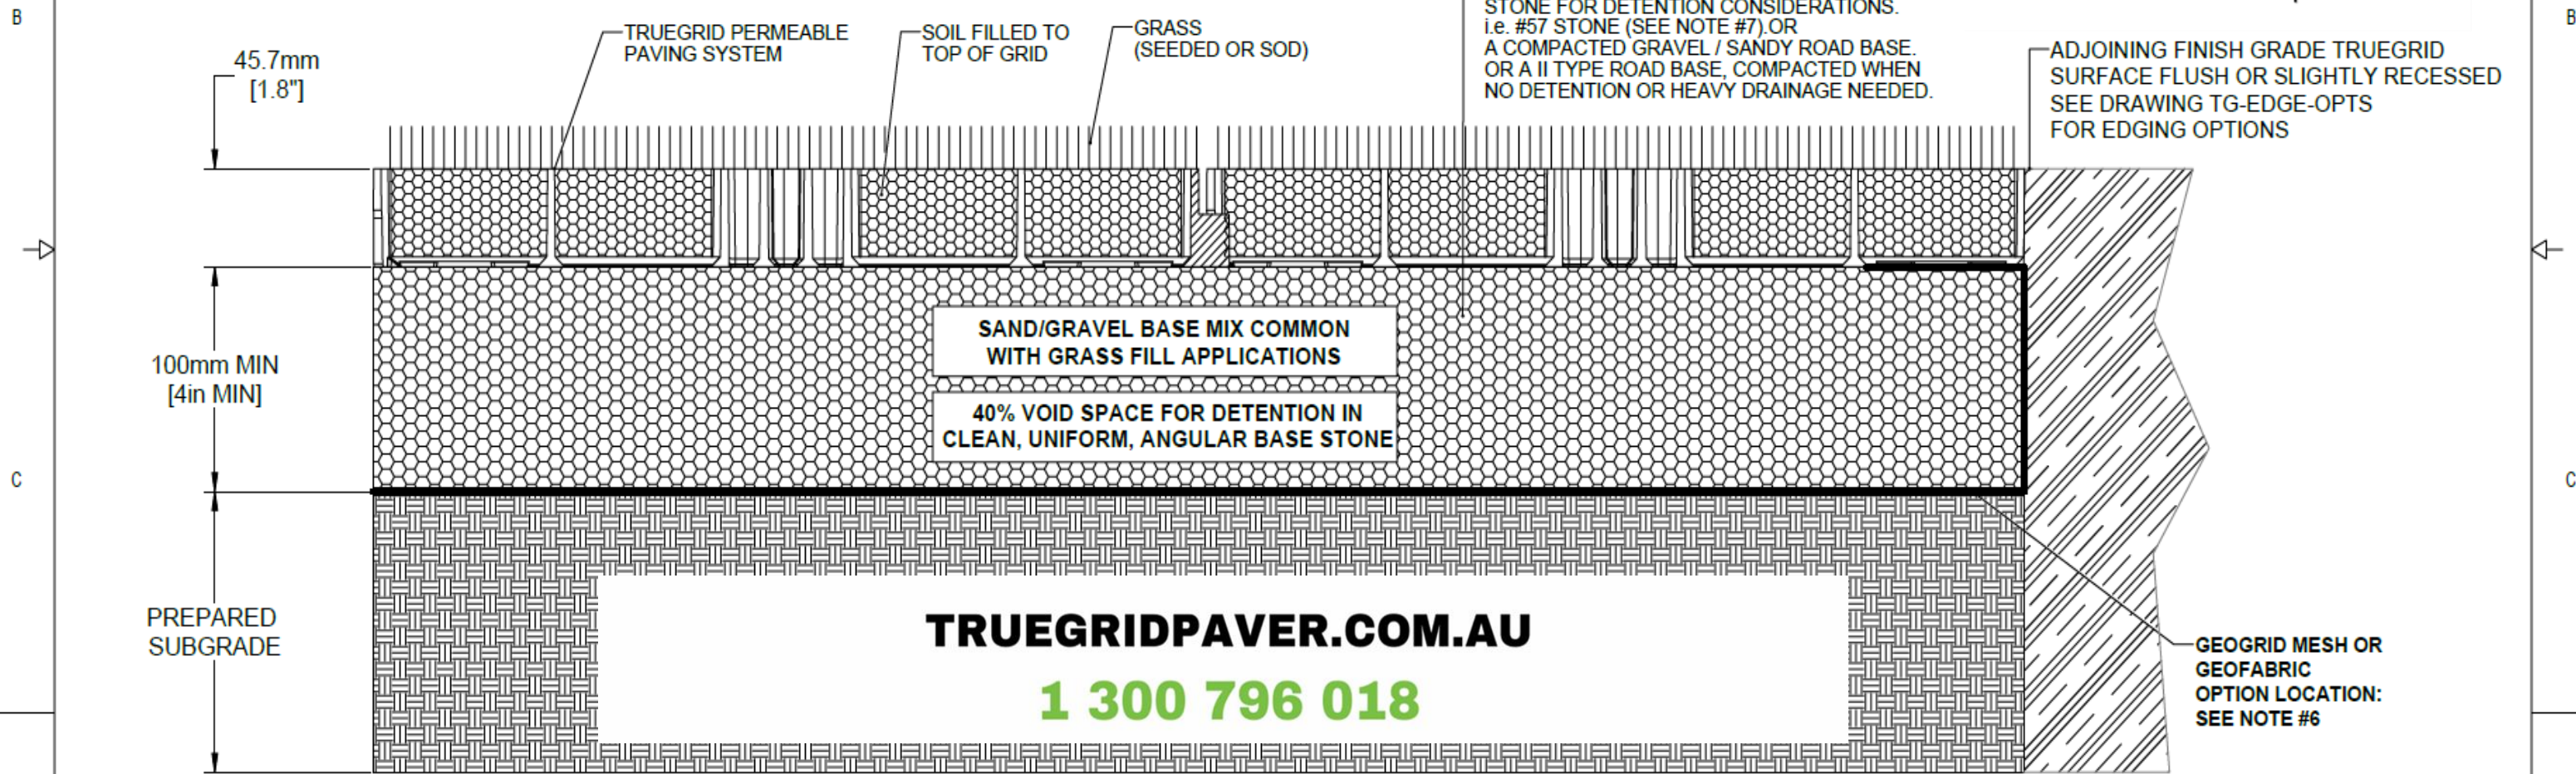 B
B
45.7mm
[1.8"]
TRUEGRID PERMEABLE
PAVING SYSTEM
SOIL FILLED TO
TOP OF GRID
GRASS
(SEEDED OR SOD)
STONE FOR DETENTION CONSIDERATIONS.
i.e. #57 STONE (SEE NOTE #7).OR
A COMPACTED GRAVEL / SANDY ROAD BASE.
OR A II TYPE ROAD BASE, COMPACTED WHEN
NO DETENTION OR HEAVY DRAINAGE NEEDED.
ADJOINING FINISH GRADE TRUEGRID
SURFACE FLUSH OR SLIGHTLY RECESSED
SEE DRAWING TG-EDGE-OPTS
FOR EDGING OPTIONS
100mm MIN
[4in MIN]
SAND/GRAVEL BASE MIX COMMON
WITH GRASS FILL APPLICATIONS
40% VOID SPACE FOR DETENTION IN
CLEAN, UNIFORM, ANGULAR BASE STONE
C
C
PREPARED
SUBGRADE
TRUEGRIDPAVER.COM.AU
1 300 796 018
GEOGRID MESH OR
GEOFABRIC
OPTION LOCATION:
SEE NOTE #6